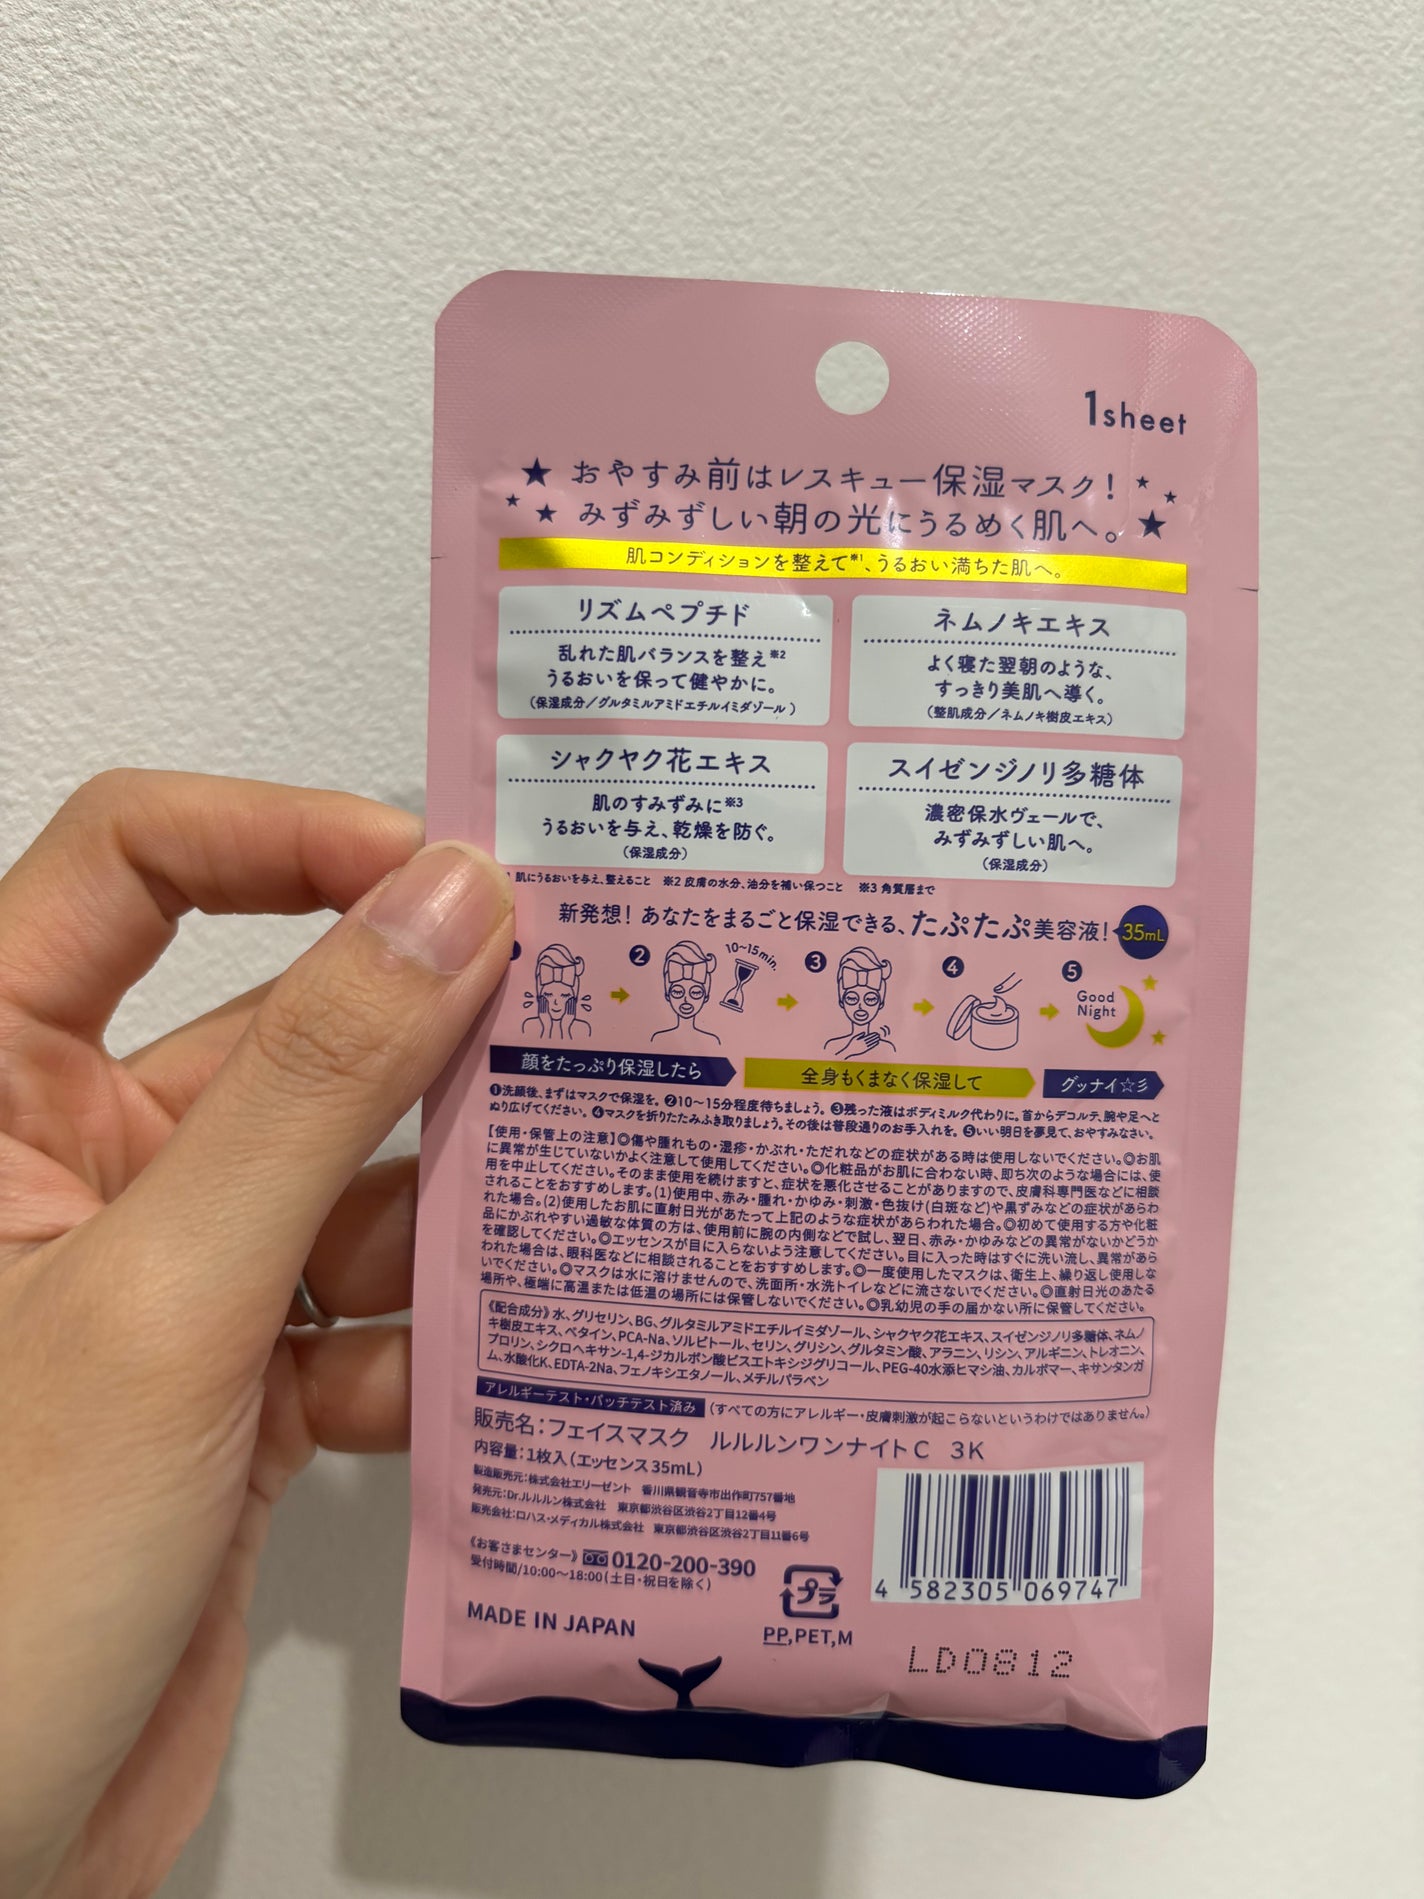 1sheet
おやすみ前はレスキュー保湿マスク!
みずみずしい朝の光にうるめく肌へ。
肌コンディションを整えて※1、うるおい満ちた肌へ。
リズムペプチド
乱れた肌バランスを整え※2
うるおいを保って健やかに。
(保湿成分/グルタミルアミドエチルイミダゾール)
ネムノキエキス
よく寝た翌朝のような、
すっきり美肌へ導く。
(整肌成分/ネムノキ樹皮エキス)
シャクヤク花エキス
肌のすみずみに※3
うるおいを与え、乾燥を防ぐ。
(保湿成分)
スイゼンジノリ多糖体
濃密保水ヴェールで、
みずみずしい肌へ。
(保湿成分)
肌にうるおいを与え、整えること ※2 皮膚の水分、油分を補い保つこと ※3 角質層まで
新発想! あなたをまるごと保湿できる、たぷたぷ美容液! 35mL
❷ 10~15min. ❸ ❹ ❺ Good Night
顔をたっぷり保湿したら 全身もくまなく保湿して グッナイ☆彡
❶洗顔後、まずはマスクで保湿を。❷10~15分程度待ちましょう。❸残った液はボディミルク代わりに。首からデコルテ、腕や足へと
ぬり広げてください。❹マスクを折りたたみふき取りましょう。その後は普段通りのお手入れを。❺いい明日を夢見て、おやすみなさい。
【使用・保管上の注意】◎傷や腫れもの・湿疹・かぶれ・ただれなどの症状がある時は使用しないでください。◎お肌
に異常が生じていないかよく注意して使用してください。◎化粧品がお肌に合わない時、即ち次のような場合には、使
用を中止してください。そのまま使用を続けますと、症状を悪化させることがありますので、皮膚科専門医などに相談
されることをおすすめします。(1)使用中、赤み・腫れ・かゆみ・刺激・色抜け(白斑など)や黒ずみなどの症状があらわ
れた場合。(2)使用したお肌に直射日光があたって上記のような症状があらわれた場合。◎初めて使用する方や化粧
品にかぶれやすい過敏な体質の方は、使用前に腕の内側などで試し、翌日、赤み・かゆみなどの異常がないかどうか
を確認してください。◎エッセンスが目に入らないよう注意してください。目に入った時はすぐに洗い流し、異常があら
われた場合は、眼科医などに相談されることをおすすめします。◎一度使用したマスクは、衛生上、繰り返し使用しな
いでください。◎マスクは水に溶けませんので、洗面所・水洗トイレなどに流さないでください。◎直射日光のあたる
場所や、極端に高温または低温の場所には保管しないでください。◎乳幼児の手の届かない所に保管してください。
《配合成分》水、グリセリン、BG、グルタミルアミドエチルイミダゾール、シャクヤク花エキス、スイゼンジノリ多糖体、ネムノ
キ樹皮エキス、ベタイン、PCA-Na、ソルビトール、セリン、グリシン、グルタミン酸、アラニン、リシン、アルギニン、トレオニン、
プロリン、シクロヘキサン-1,4-ジカルボン酸ビスエトキシジグリコール、PEG-40水添ヒマシ油、カルボマー、キサンタンガ
ム、水酸化K、EDTA-2Na、フェノキシエタノール、メチルパラベン
アレルギーテスト・パッチテスト済み (すべての方にアレルギー・皮膚刺激が起こらないというわけではありません。)
販売名:フェイスマスク ルルルンワンナイトC 3K
内容量:1枚入(エッセンス35mL)
製造販売元:株式会社エリーゼント 香川県観音寺市出作町757番地
発売元:Dr.ルルルン株式会社 東京都渋谷区渋谷2丁目12番4号
販売会社:ロハス・メディカル株式会社 東京都渋谷区渋谷2丁目11番6号
《お客さまセンター》 0120-200-390
受付時間/10:00~18:00(土日・祝日を除く)
MADE IN JAPAN
プラ
PP,PET,M
4 582305 069747
LD0812